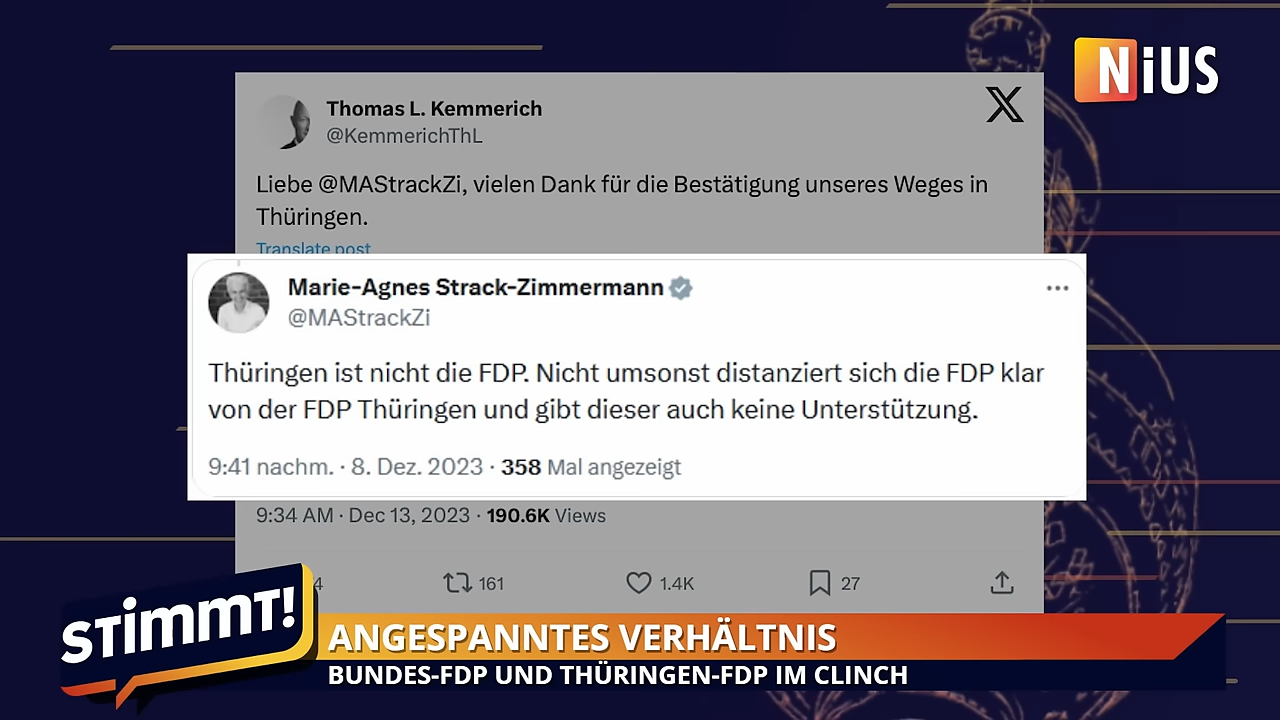 NiUS
Thomas L. Kemmerich
@KemmerichThL
Liebe @MAStrackZi, vielen Dank für die Bestätigung unseres Weges in
Thüringen.
Translate post
Marie-Agnes Strack-Zimmermann
@MAStrackZi
Thüringen ist nicht die FDP. Nicht umsonst distanziert sich die FDP klar
von der FDP Thüringen und gibt dieser auch keine Unterstützung.
9:41 nachm. · 8. Dez. 2023 · 358 Mal angezeigt
9:34 AM · Dec 13, 2023 · 190.6K Views
161 1.4K 27
STIMMT!
ANGESPANNTES VERHÄLTNIS
BUNDES-FDP UND THÜRINGEN-FDP IM CLINCH